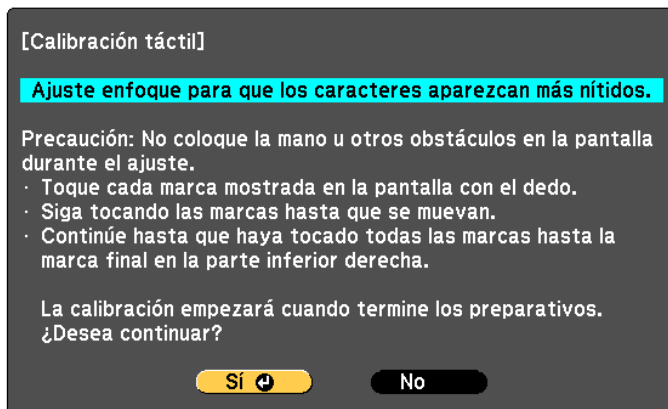 [Calibración táctil]
Ajuste enfoque para que los caracteres aparezcan más nítidos.
Precaución: No coloque la mano u otros obstáculos en la pantalla
durante el ajuste.
· Toque cada marca mostrada en la pantalla con el dedo.
· Siga tocando las marcas hasta que se muevan.
· Continúe hasta que haya tocado todas las marcas hasta la
marca final en la parte inferior derecha.
La calibración empezará cuando termine los preparativos.
¿Desea continuar?
Sí No